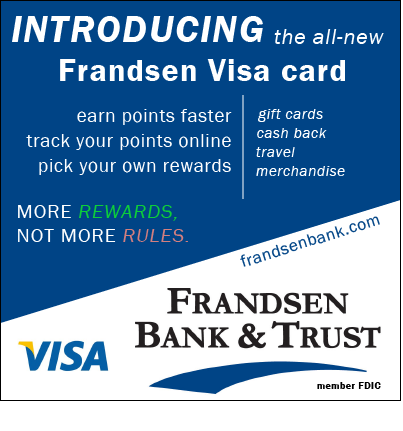 INTRODUCING the all-new
Frandsen Visa card
earn points faster
track your points online
pick your own rewards
gift cards
cash back
travel
merchandise
MORE REWARDS,
NOT MORE RULES.
frandsenbank.com
FRANDSEN
BANK & TRUST
VISA
member FDIC